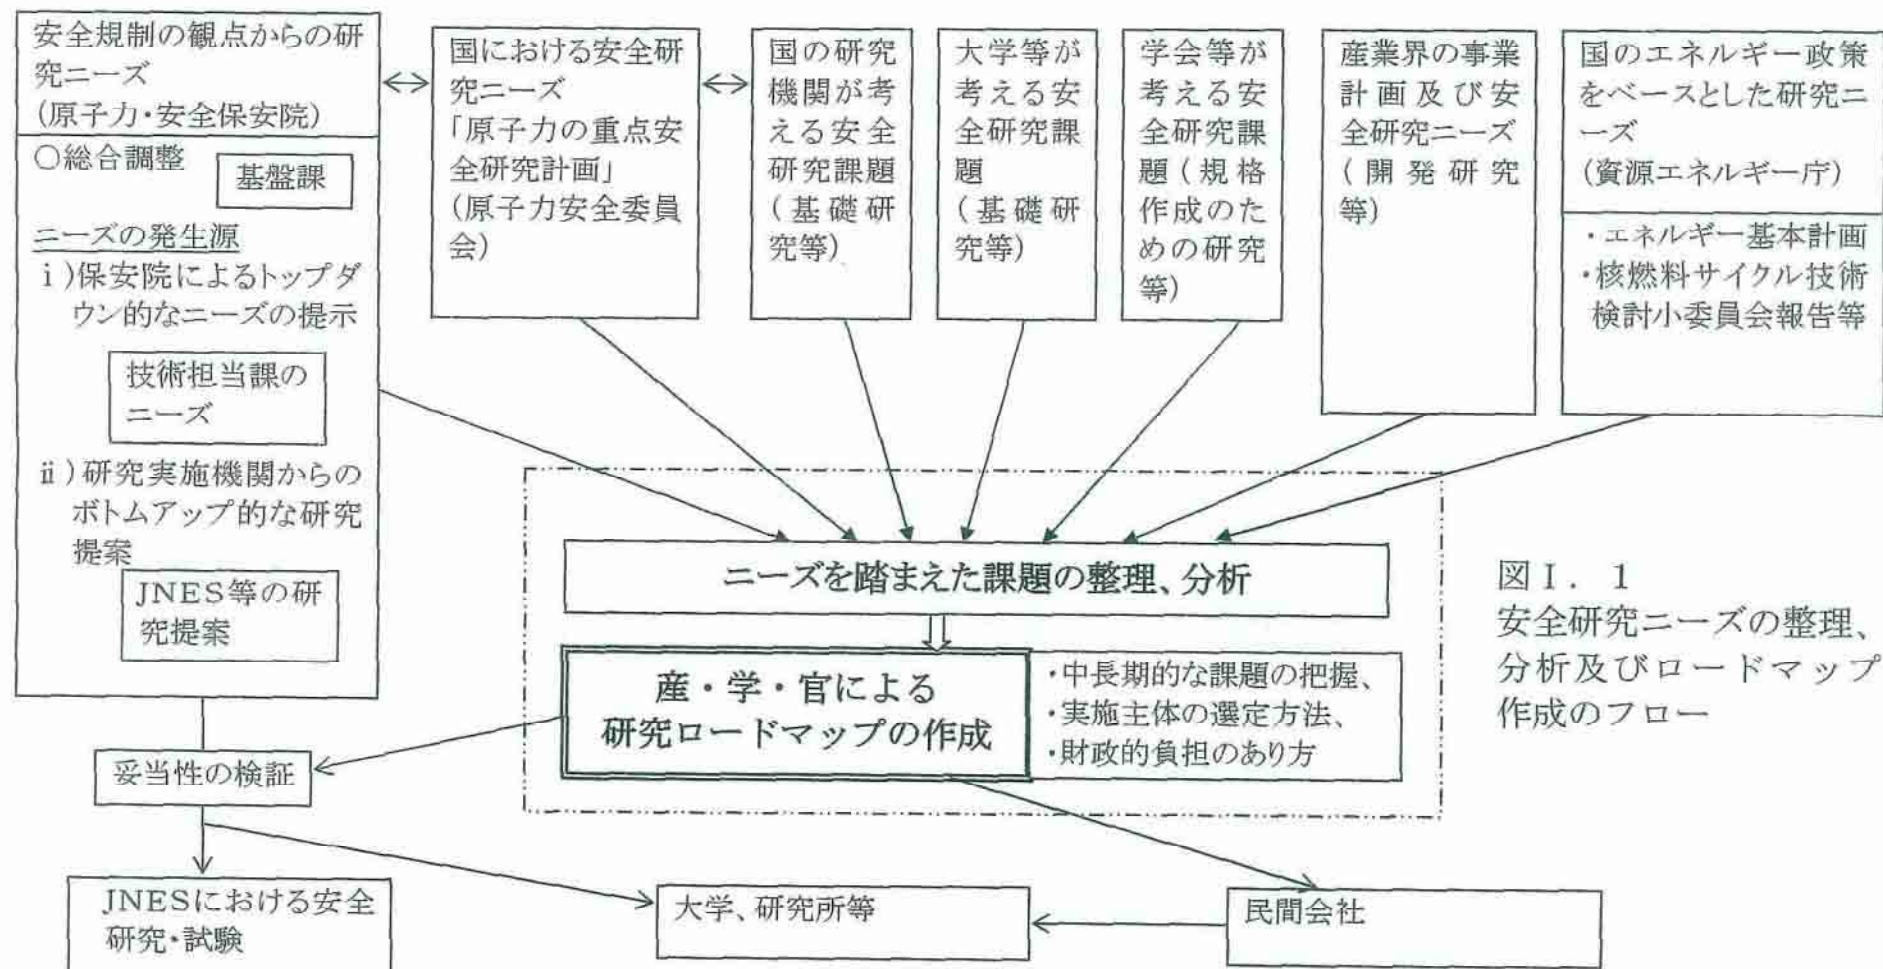 安全規制の観点からの研
究ニーズ
(原子力・安全保安院)
○総合調整
基盤課
ニーズの発生源
ⅰ)保安院によるトップダ
ウン的なニーズの提示
技術担当課の
ニーズ
ⅱ)研究実施機関からの
ボトムアップ的な研究
提案
JNES等の研
究提案
国における安全研
究ニーズ
「原子力の重点安
全研究計画」
(原子力安全委員
会)
国の研究
機関が考
える安全
研究課題
(基礎研
究等)
大学等が
考える安
全研究課
題
(基礎研
究等)
学会等が
考える安
全研究課
題(規格
作成のた
めの研究
等)
産業界の事業
計画及び安
全研究ニーズ
(開発研究
等)
国のエネルギー政策
をベースとした研究ニ
ーズ
(資源エネルギー庁)
・エネルギー基本計画
・核燃料サイクル技術
検討小委員会報告等
ニーズを踏まえた課題の整理、分析
産・学・官による
研究ロードマップの作成
・中長期的な課題の把握、
・実施主体の選定方法、
・財政的負担のあり方
図Ⅰ.1
安全研究ニーズの整理、
分析及びロードマップ
作成のフロー
妥当性の検証
JNESにおける安全
研究・試験
大学、研究所等
民間会社